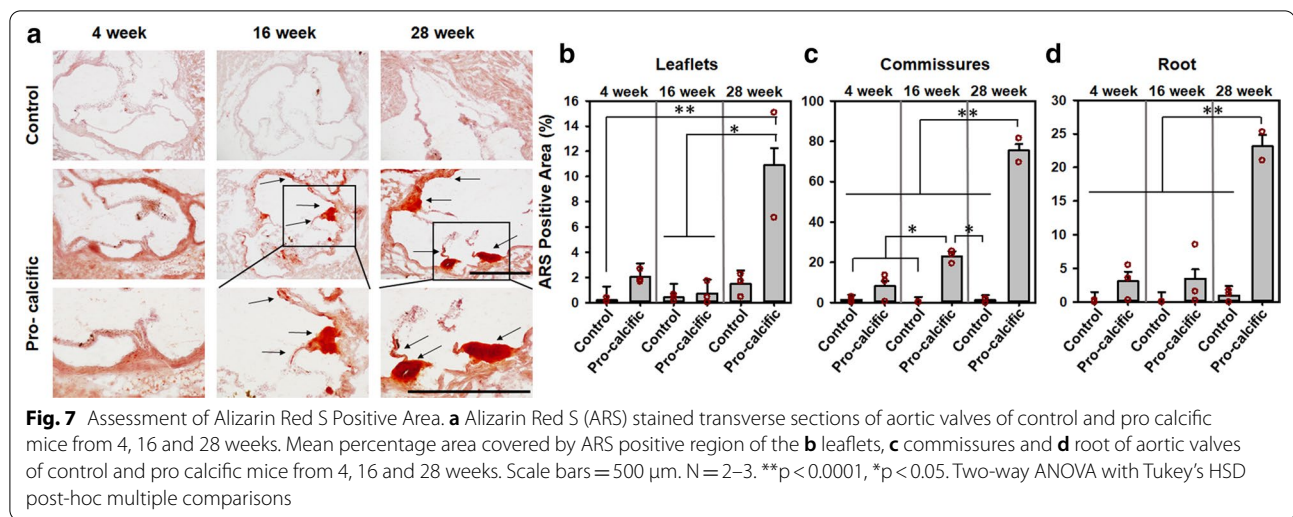 a
4 week 16 week 28 week
Control
Pro- calcific
b
Leaflets
4 week 16 week 28 week
ARS Positive Area (%)
16
14
12
10
8
6
4
2
0
**
*
Control
Pro-calcific
Control
Pro-calcific
Control
Pro-calcific
c
Commissures
4 week 16 week 28 week
100
80
60
40
20
0
**
*
*
Control
Pro-calcific
Control
Pro-calcific
Control
Pro-calcific
d
Root
4 week 16 week 28 week
30
25
20
15
10
5
0
**
Control
Pro-calcific
Control
Pro-calcific
Control
Pro-calcific
Fig. 7 Assessment of Alizarin Red S Positive Area. a Alizarin Red S (ARS) stained transverse sections of aortic valves of control and pro calcific
mice from 4, 16 and 28 weeks. Mean percentage area covered by ARS positive region of the b leaflets, c commissures and d root of aortic valves
of control and pro calcific mice from 4, 16 and 28 weeks. Scale bars = 500 μm. N = 2–3. **p < 0.0001, *p < 0.05. Two-way ANOVA with Tukey's HSD
post-hoc multiple comparisons